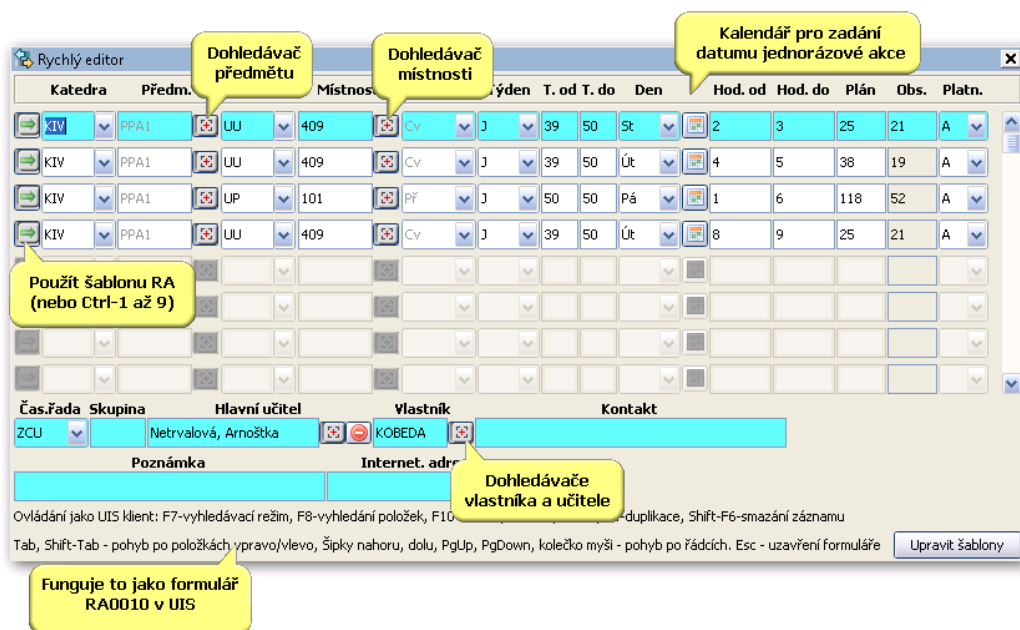 Kalendář pro zadání
datumu jednorázové akce
Dohledávač
předmětu
Dohledávač
místnosti
Rychlý editor
Katedra Předm. Místnos Týden T. od T. do Den Hod. od Hod. do Plán Obs. Platn.
KIV PPA1 UU 409 Cv J 39 50 St 2 3 25 21 A
KIV PPA1 UU 409 Cv J 39 50 Út 4 5 38 19 A
KIV PPA1 UP 101 Př J 50 50 Pá 1 6 118 52 A
KIV PPA1 UU 409 Cv J 39 50 Út 8 9 25 21 A
Použít šablonu RA
(nebo Ctrl-1 až 9)
Čas.řada Skupina Hlavní učitel Vlastník Kontakt
ZCU Netrvalová, Arnoštka KOBEDA
Poznámka Internet. adre
Dohledávače
vlastníka a učitele
Ovládání jako UIS klient: F7-vyhledávací režim, F8-vyhledání položek, F10 -duplikace, Shift-F6-smazání záznamu
Tab, Shift-Tab - pohyb po položkách vpravo/vlevo, Šipky nahoru, dolu, PgUp, PgDown, kolečko myši - pohyb po řádcích. Esc - uzavření formuláře Upravit šablony
Funguje to jako formulář
RA0010 v UIS